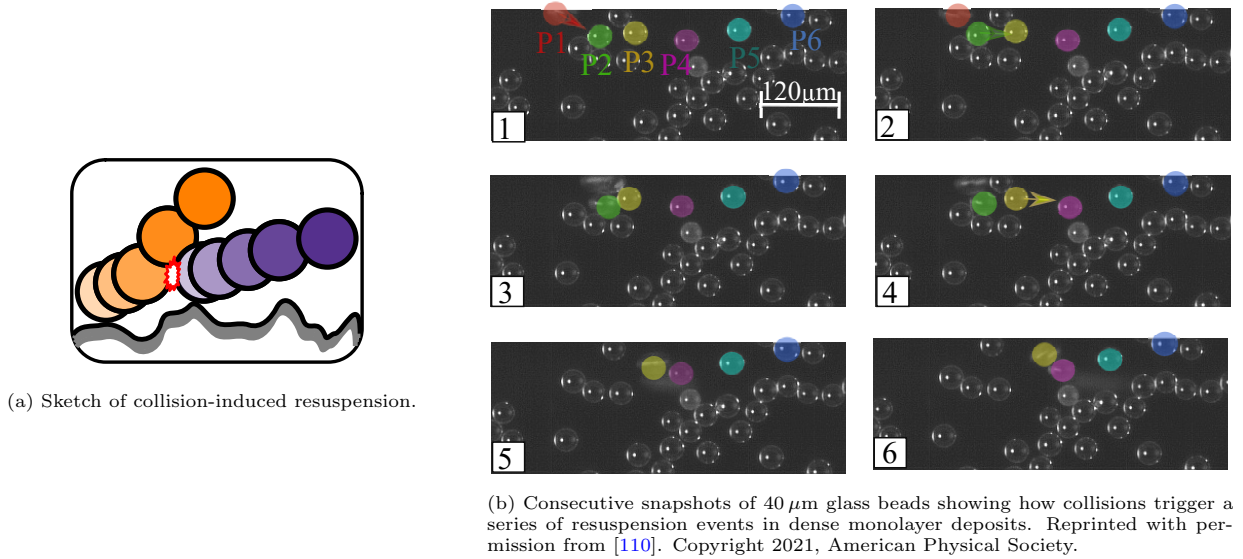 P1
P2
P3
P4
P5
P6
120μm
1
2
3
4
5
6
(a) Sketch of collision-induced resuspension.
(b) Consecutive snapshots of 40 μm glass beads showing how collisions trigger a
series of resuspension events in dense monolayer deposits. Reprinted with per-
mission from [110]. Copyright 2021, American Physical Society.